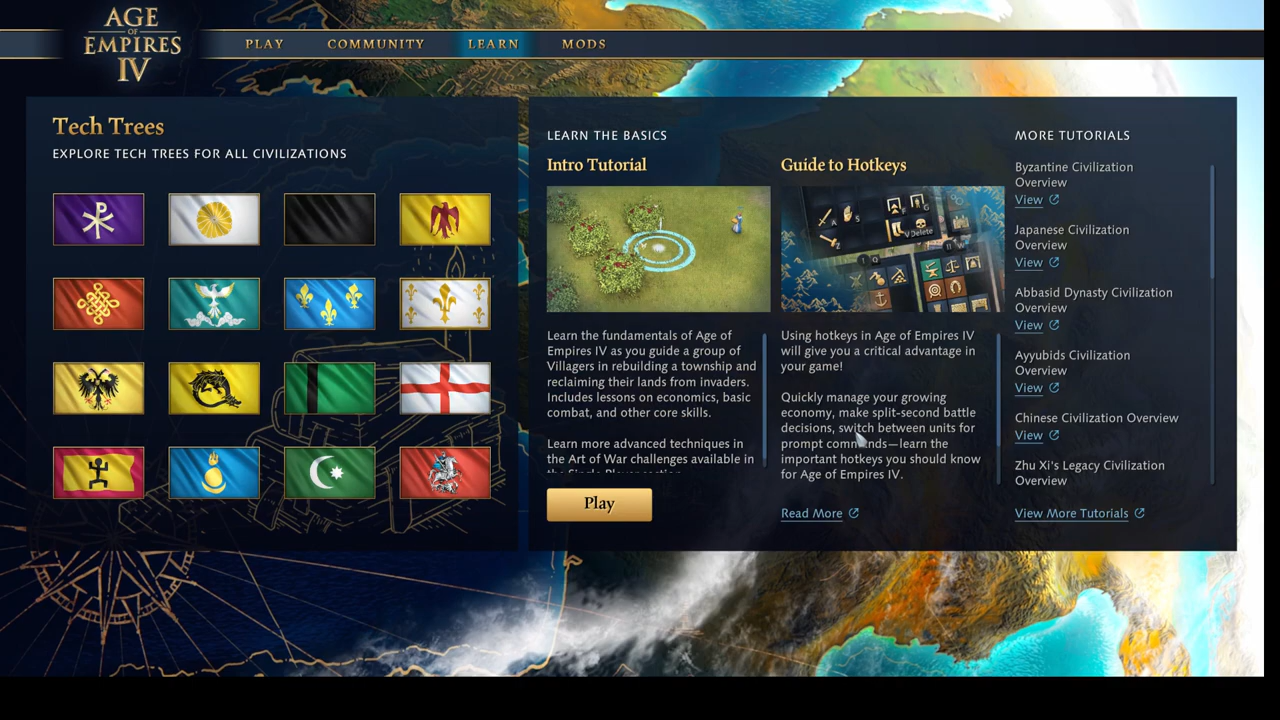 AGE
OF
EMPIRES
IV
PLAY
COMMUNITY
LEARN
MODS
Tech Trees
EXPLORE TECH TREES FOR ALL CIVILIZATIONS
LEARN THE BASICS
Intro Tutorial
Learn the fundamentals of Age of
Empires IV as you guide a group of
Villagers in rebuilding a township and
reclaiming their lands from invaders.
Includes lessons on economics, basic
combat, and other core skills.
Learn more advanced techniques in
the Art of War challenges available in
the Single Player section
Play
Guide to Hotkeys
Delete
Using hotkeys in Age of Empires IV
will give you a critical advantage in
your game!
Quickly manage your growing
economy, make split-second battle
decisions, switch between units for
prompt commands—learn the
important hotkeys you should know
for Age of Empires IV.
Read More
MORE TUTORIALS
Byzantine Civilization
Overview
View
Japanese Civilization
Overview
View
Abbasid Dynasty Civilization
Overview
View
Ayyubids Civilization
Overview
View
Chinese Civilization Overview
View
Zhu Xi's Legacy Civilization
Overview
View More Tutorials